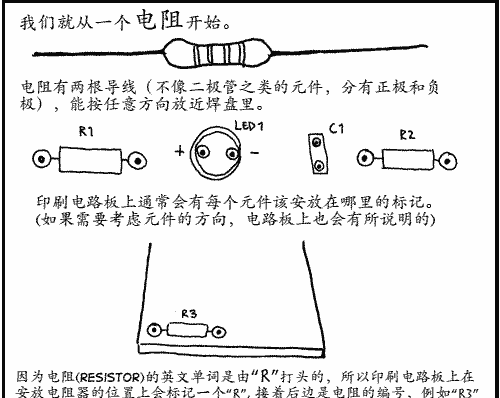 我们就从一个电阻开始。
电阻有两根导线（不像二极管之类的元件，分有正极和负
极），能按任意方向放近焊盘里。
R1
+
LED1
-
C1
R2
印刷电路板上通常会有每个元件该安放在哪里的标记。
(如果需要考虑元件的方向，电路板上也会有所说明的)
R3
因为电阻(RESISTOR)的英文单词是由“R”打头的，所以印刷电路板上在
安放电阻器的位置上会标记一个“R”,接着后边是电阻的编号，例如“R3”